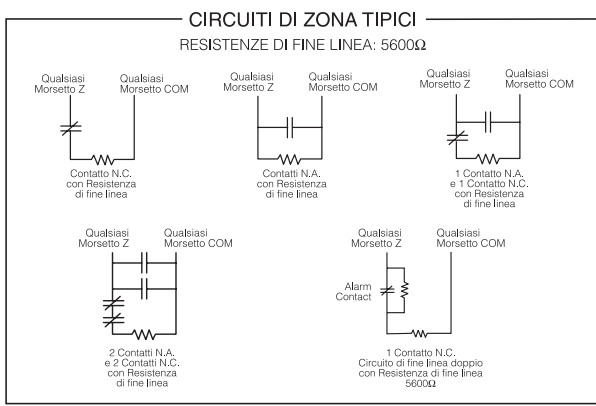 CIRCUITI DI ZONA TIPICI
RESISTENZE DI FINE LINEA: 5600Ω
Qualsiasi
Morsetto Z
Qualsiasi
Morsetto COM
Contatto N.C.
con Resistenza
di fine linea
Qualsiasi
Morsetto Z
Qualsiasi
Morsetto COM
Contatti N.A.
con Resistenza
di fine linea
Qualsiasi
Morsetto Z
Qualsiasi
Morsetto COM
1 Contatto N.A.
e 1 Contatto N.C.
con Resistenza
di fine linea
Qualsiasi
Morsetto Z
Qualsiasi
Morsetto COM
2 Contatti N.A.
e 2 Contatti N.C.
con Resistenza
di fine linea
Qualsiasi
Morsetto Z
Qualsiasi
Morsetto COM
Alarm
Contact
1 Contatto N.C.
Circuito di fine linea doppio
con Resistenza di fine linea
5600Ω